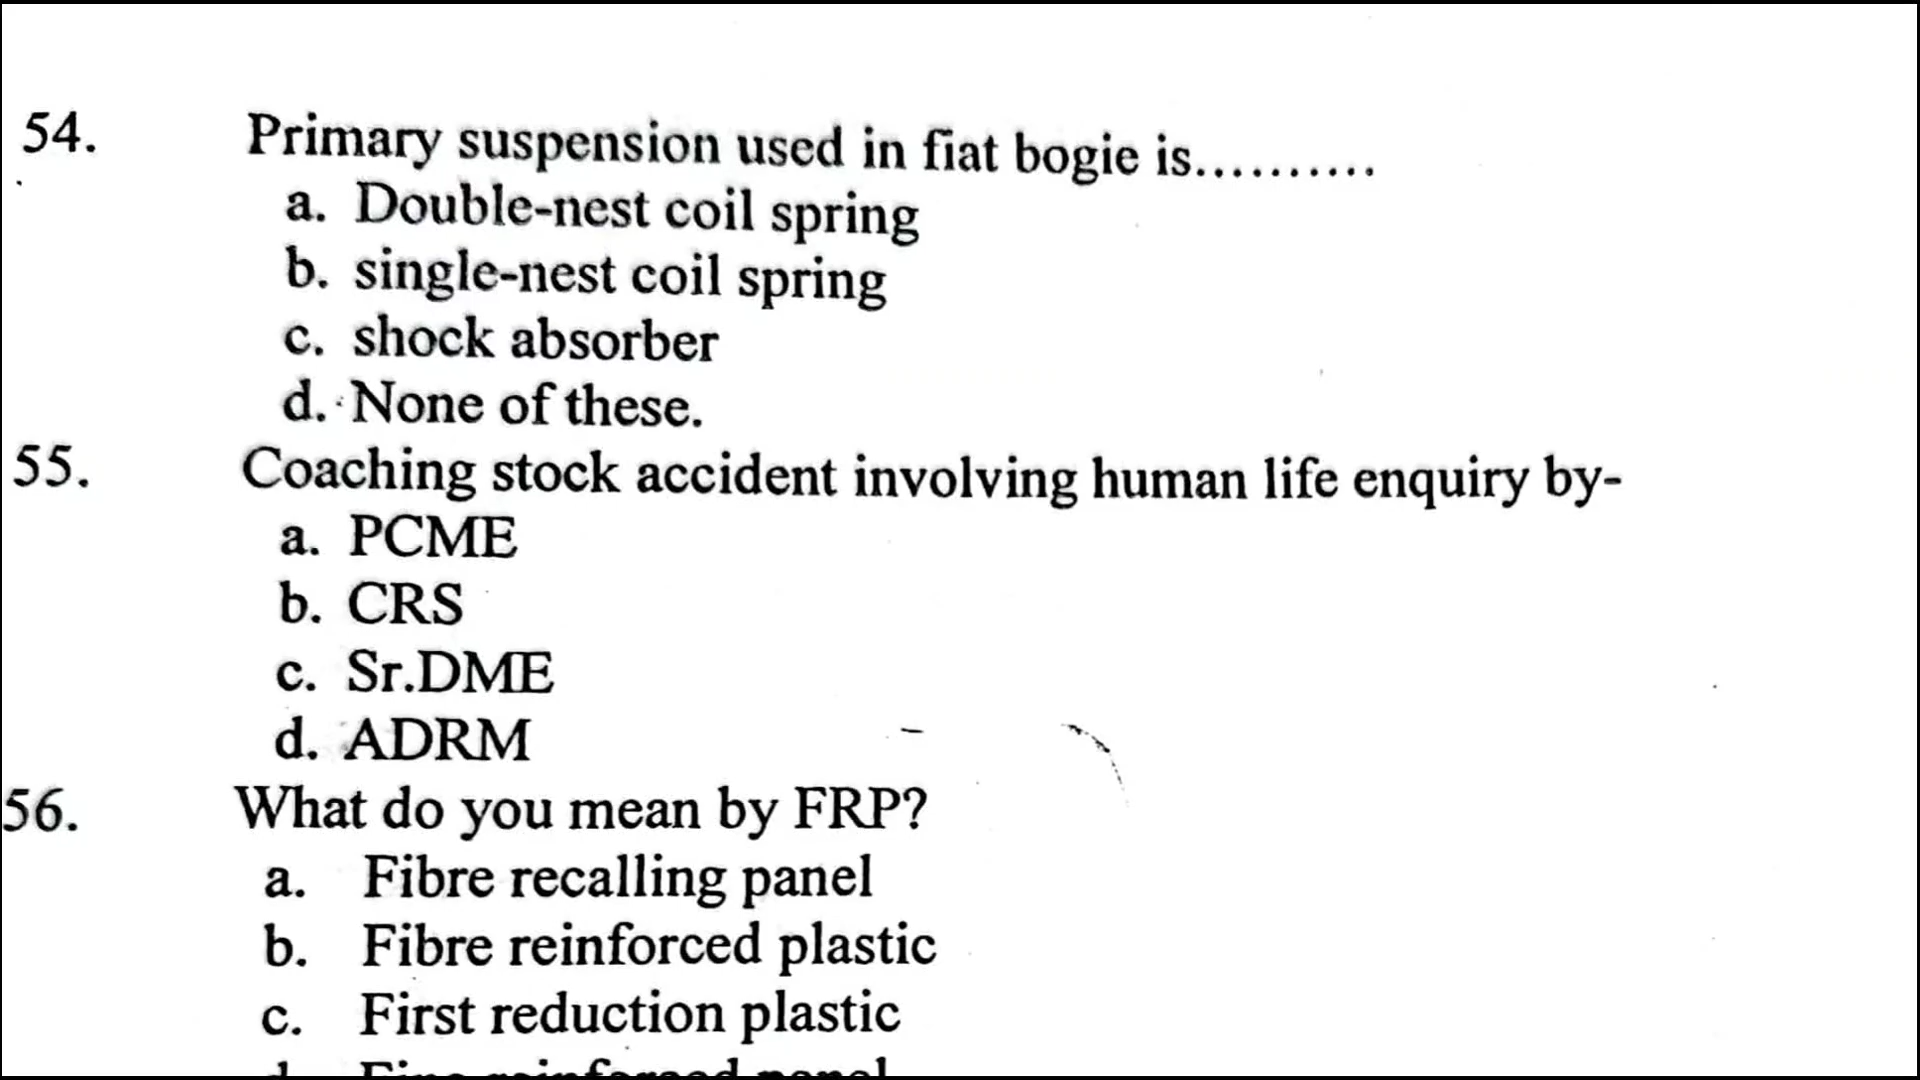 54. Primary suspension used in fiat bogie is..........
a. Double-nest coil spring
b. single-nest coil spring
c. shock absorber
d. None of these.
55. Coaching stock accident involving human life enquiry by-
a. PCME
b. CRS
c. Sr.DME
d. ADRM
56. What do you mean by FRP?
a. Fibre recalling panel
b. Fibre reinforced plastic
c. First reduction plastic
d. reinforced panel